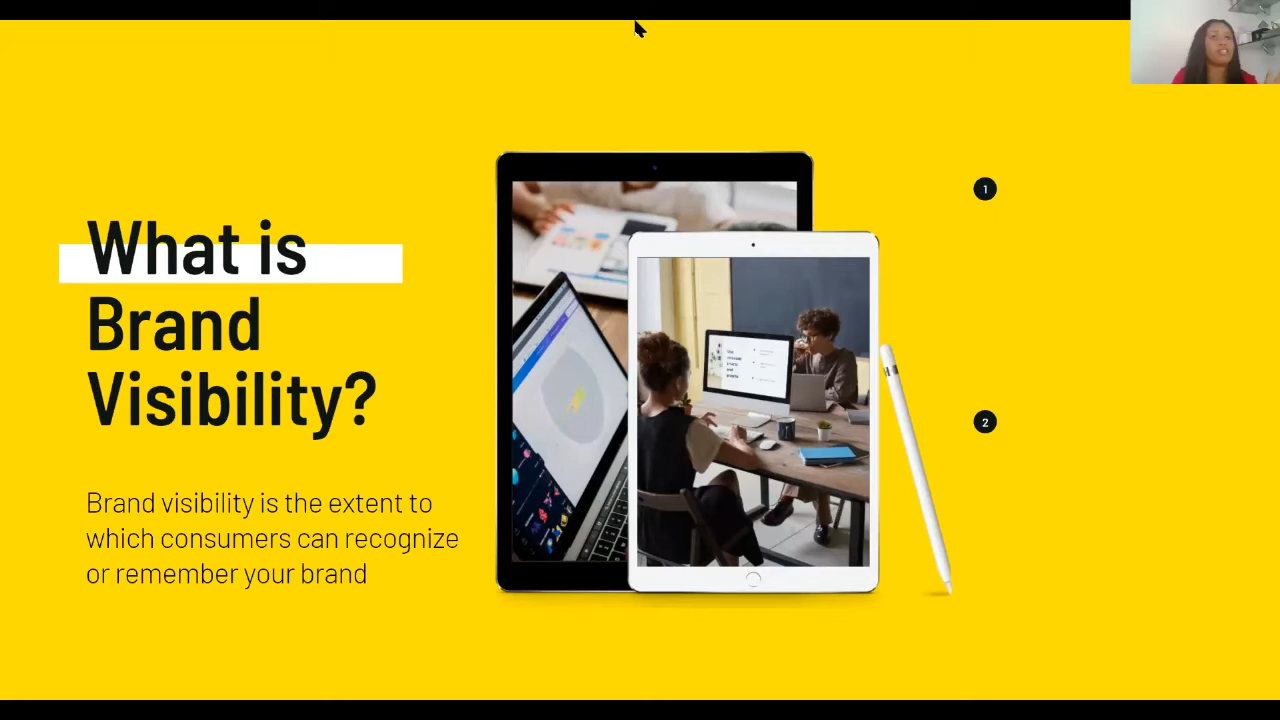 What is
Brand
Visibility?
Brand visibility is the extent to
which consumers can recognize
or remember your brand
1
2